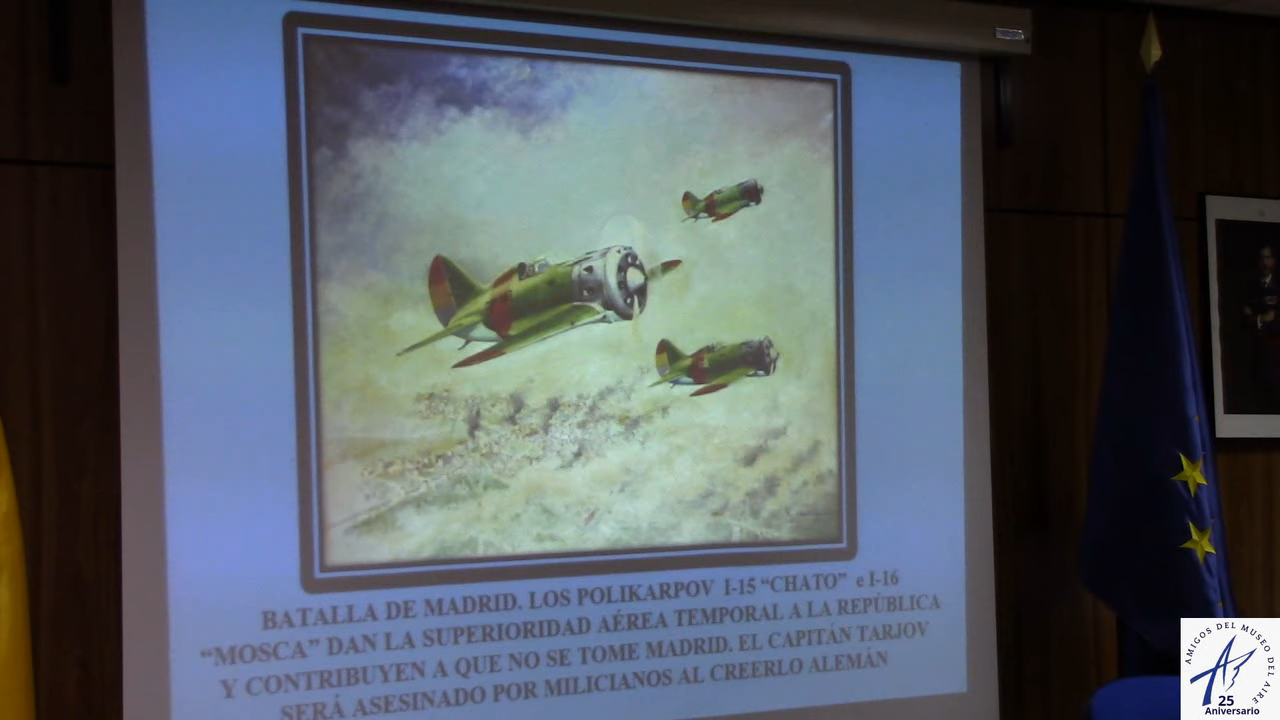 BATALLA DE MADRID. LOS POLIKARPOV I-15 “CHATO” e I-16
“MOSCA” DAN LA SUPERIORIDAD AÉREA TEMPORAL A LA REPÚBLICA
Y CONTRIBUYEN A QUE NO SE TOME MADRID. EL CAPITÁN TARJOV
SERÁ ASESINADO POR MILICIANOS AL CREERLO ALEMÁN
AMIGOS DEL MUSEO DEL AIRE
25
Aniversario